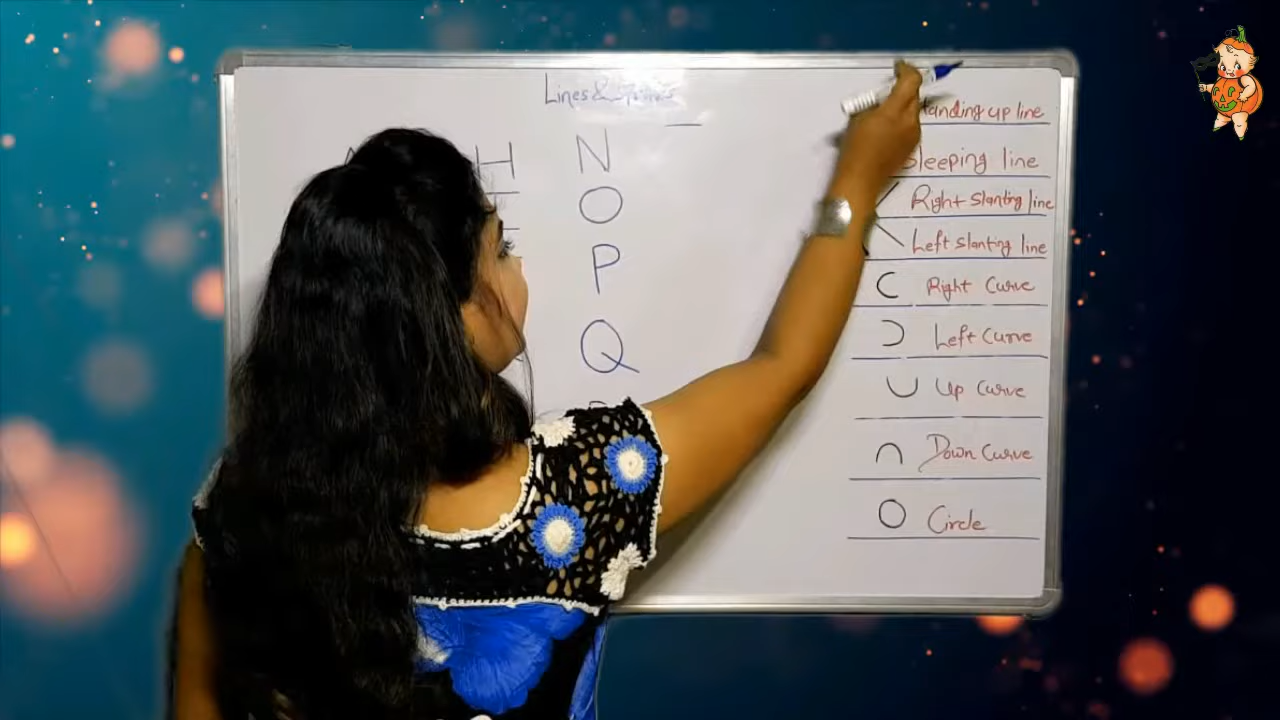 Lines &
H
N
O
P
Q
up line
Sleeping line
Right Slanting line
Left Slanting line
Right Curve
Left Curve
Up Curve
Down Curve
Circle